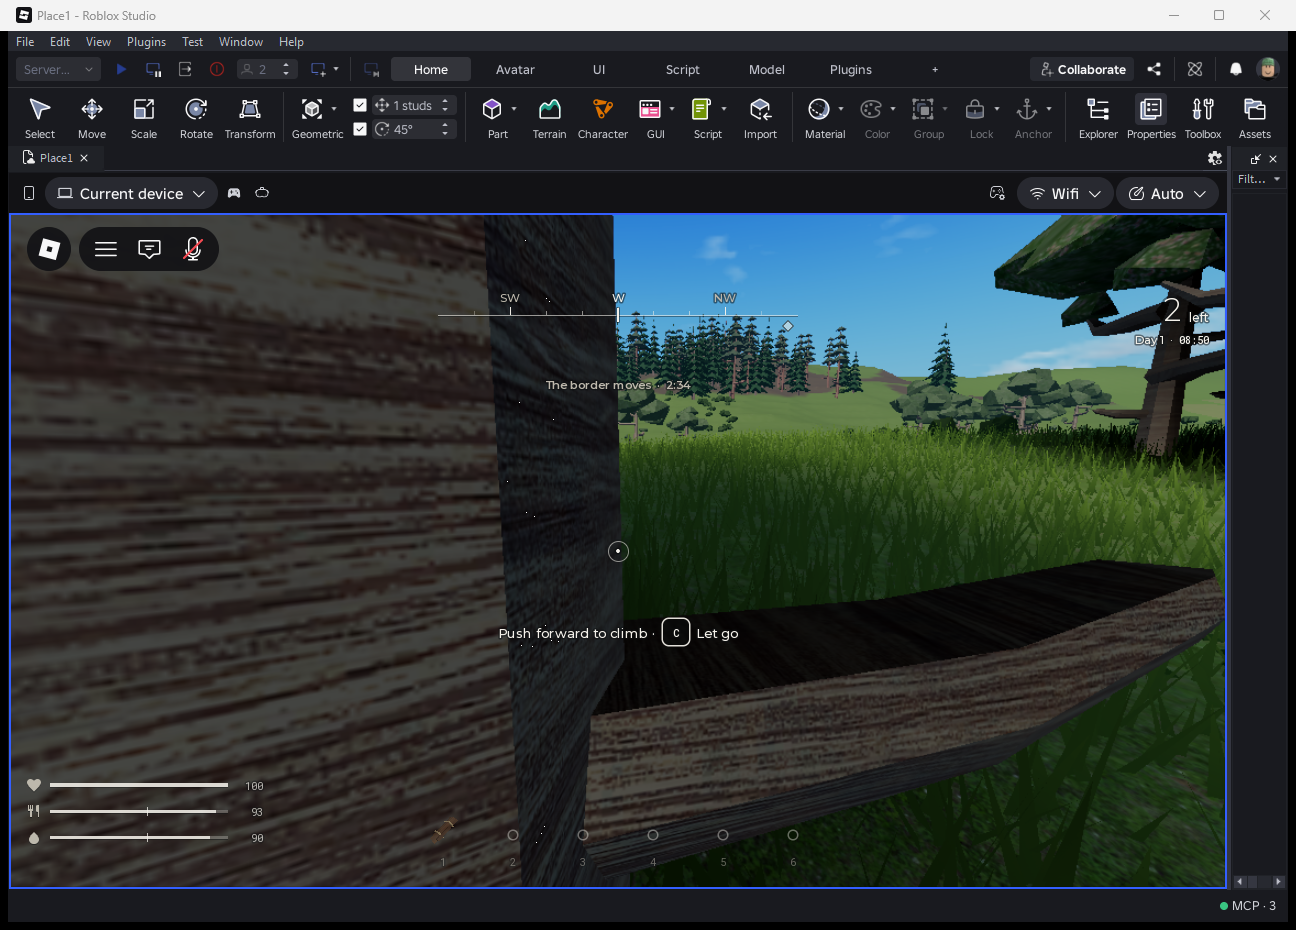 Place1 - Roblox Studio
File Edit View Plugins Test Window Help
Server... 2 Home Avatar UI Script Model Plugins + Collaborate
1 studs
45°
Select Move Scale Rotate Transform Geometric Part Terrain Character GUI Script Import Material Color Group Lock Anchor Explorer Properties Toolbox Assets
Place1
Filt...
Current device Wifi Auto
SW W NW
2 left
Day 1 · 08:50
The border moves · 2:34
Push forward to climb · C Let go
100
93
90
1 2 3 4 5 6
MCP · 3